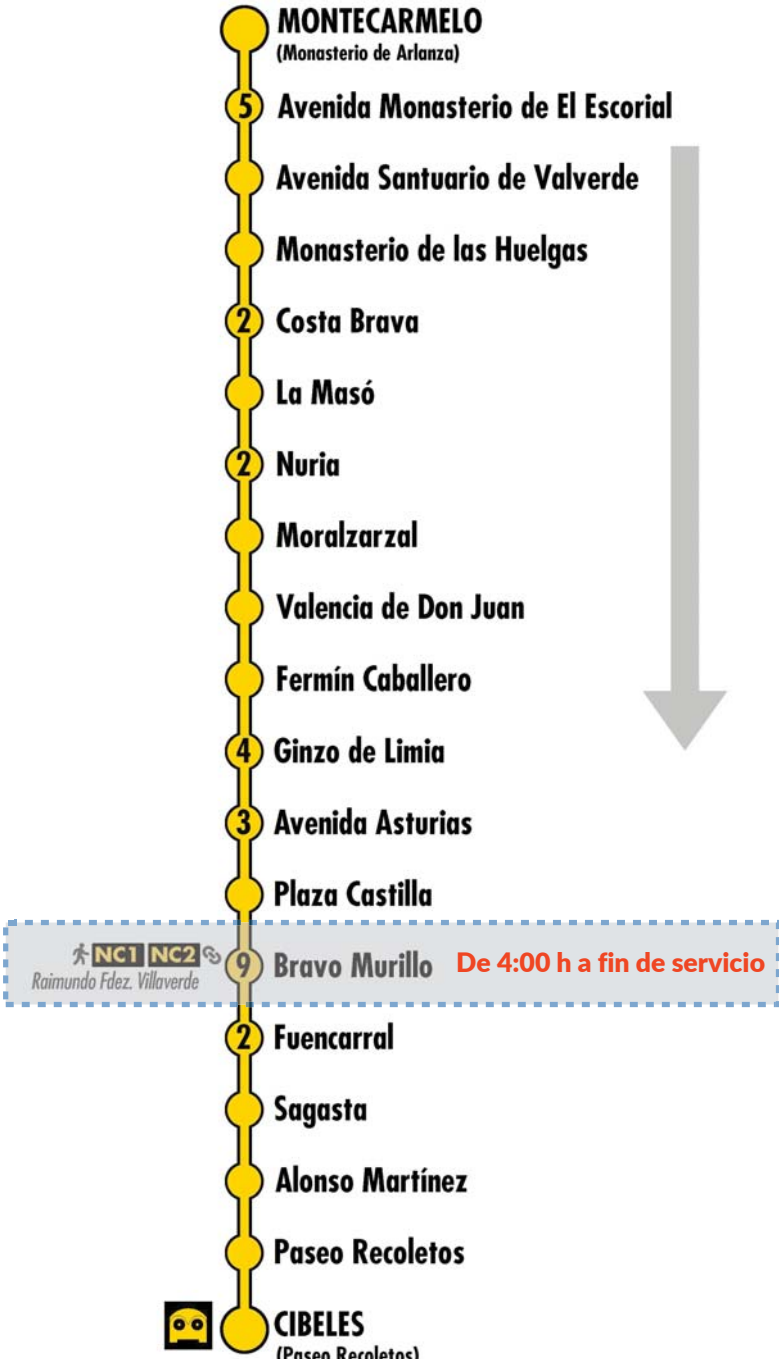 MONTECARMELO
(Monasterio de Arlanza)
5 Avenida Monasterio de El Escorial
Avenida Santuario de Valverde
Monasterio de las Huelgas
2 Costa Brava
La Masó
2 Nuria
Moralzarzal
Valencia de Don Juan
Fermín Caballero
4 Ginzo de Limia
3 Avenida Asturias
Plaza Castilla
NC1 NC2 9 Bravo Murillo De 4:00 h a fin de servicio
Raimundo Fdez. Villaverde
2 Fuencarral
Sagasta
Alonso Martínez
Paseo Recoletos
CIBELES
(Paseo Recoletos)